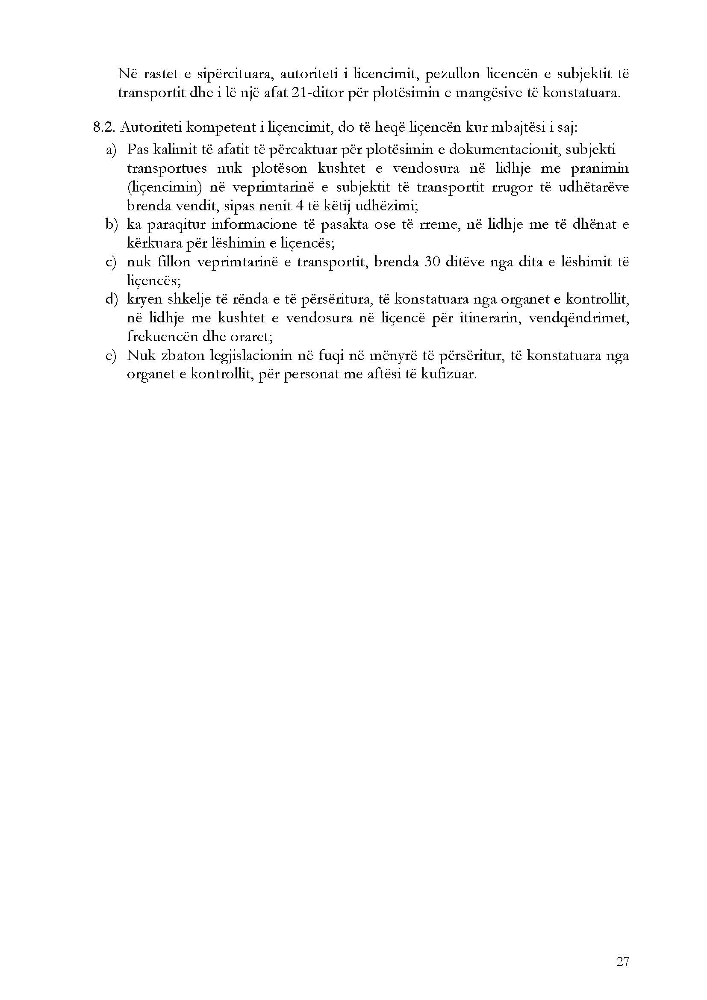 Në rastet e sipërcituara, autoriteti i licencimit, pezullon licencën e subjektit të
transportit dhe i lë një afat 21-ditor për plotësimin e mangësive të konstatuara.
8.2. Autoriteti kompetent i liçencimit, do të heqë liçencën kur mbajtësi i saj:
a) Pas kalimit të afatit të përcaktuar për plotësimin e dokumentacionit, subjekti
transportues nuk plotëson kushtet e vendosura në lidhje me pranimin
(liçencimin) në veprimtarinë e subjektit të transportit rrugor të udhëtarëve
brenda vendit, sipas nenit 4 të këtij udhëzimi;
b) ka paraqitur informacione të pasakta ose të rreme, në lidhje me të dhënat e
kërkuara për lëshimin e liçencës;
c) nuk fillon veprimtarinë e transportit, brenda 30 ditëve nga dita e lëshimit të
liçencës;
d) kryen shkelje të rënda e të përsëritura, të konstatuara nga organet e kontrollit,
në lidhje me kushtet e vendosura në liçencë për itinerarin, vendqëndrimet,
frekuencën dhe oraret;
e) Nuk zbaton legjislacionin në fuqi në mënyrë të përsëritur, të konstatuara nga
organet e kontrollit, për personat me aftësi të kufizuar.
27